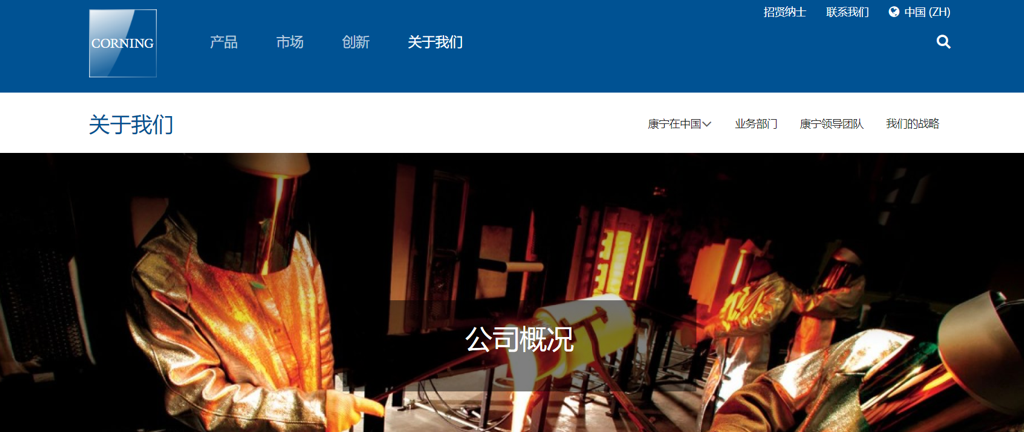 招贤纳士 联系我们 中国 (ZH)
CORNING 产品 市场 创新 关于我们
关于我们 康宁在中国 业务部门 康宁领导团队 我们的战略
公司概况